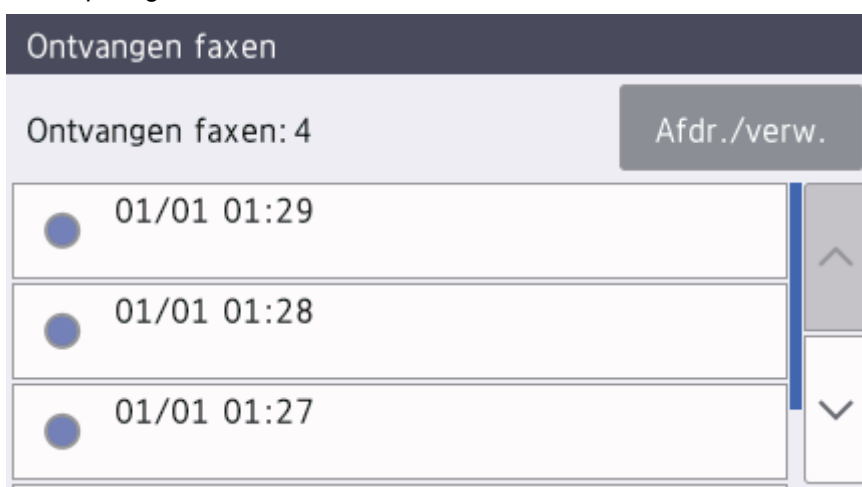 Ontvangen faxen
Ontvangen faxen: 4
Afdr./verw.
01/01 01:29
01/01 01:28
01/01 01:27